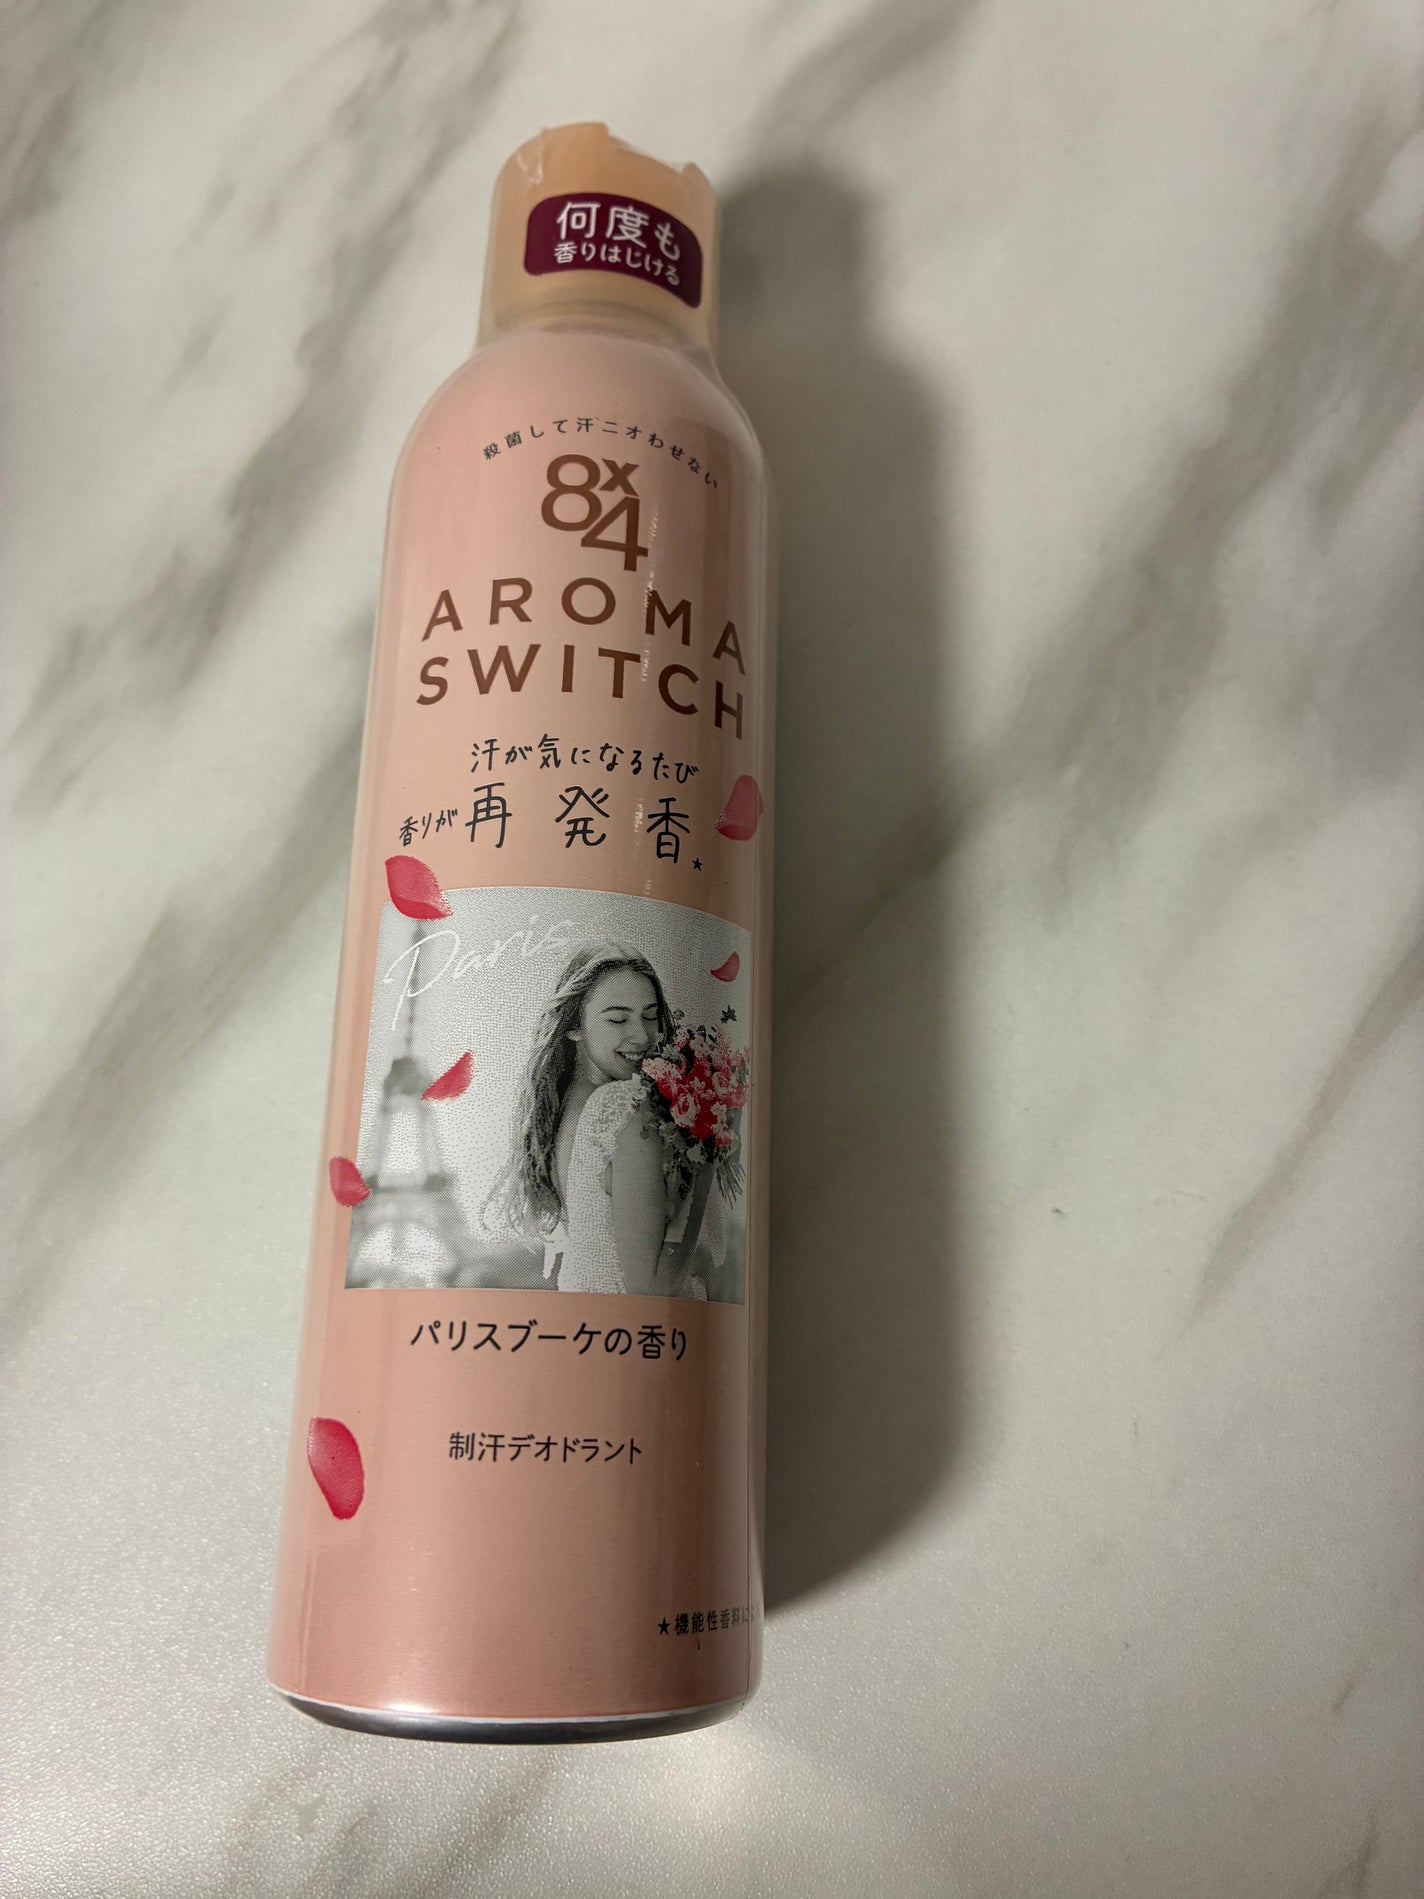 何度も
香りはじける
殺菌して汗ニオわせない
8x4
AROMA
SWITCH
汗が気になるたび
香りが再発香★
Paris
パリスブーケの香り
制汗デオドラント
★機能性香料に